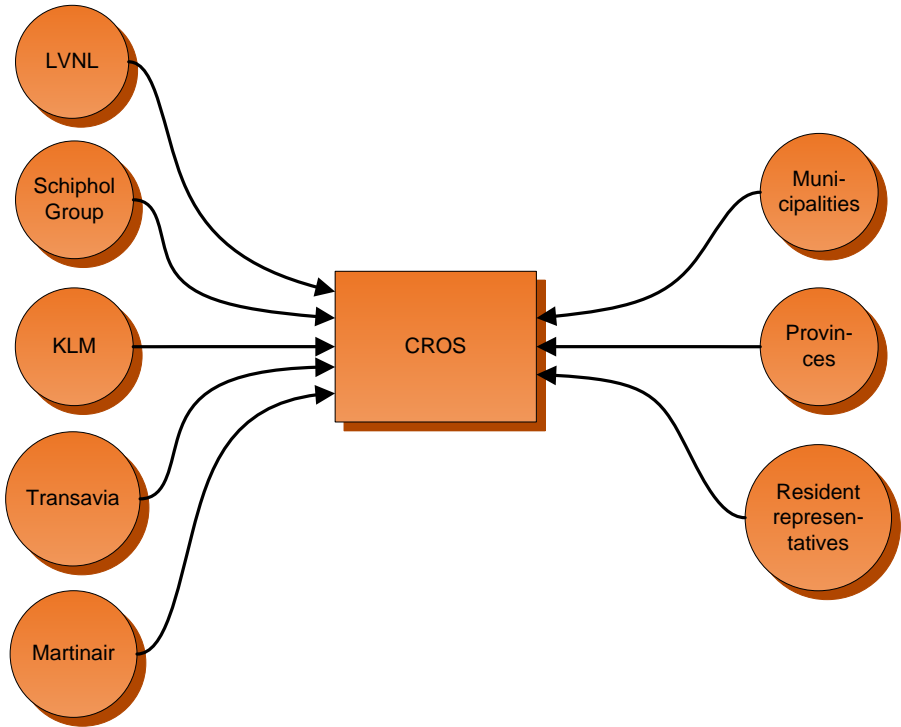 LVNL
Schiphol
Group
KLM
Transavia
Martinair
CROS
Muni-
cipalities
Provin-
ces
Resident
represen-
tatives